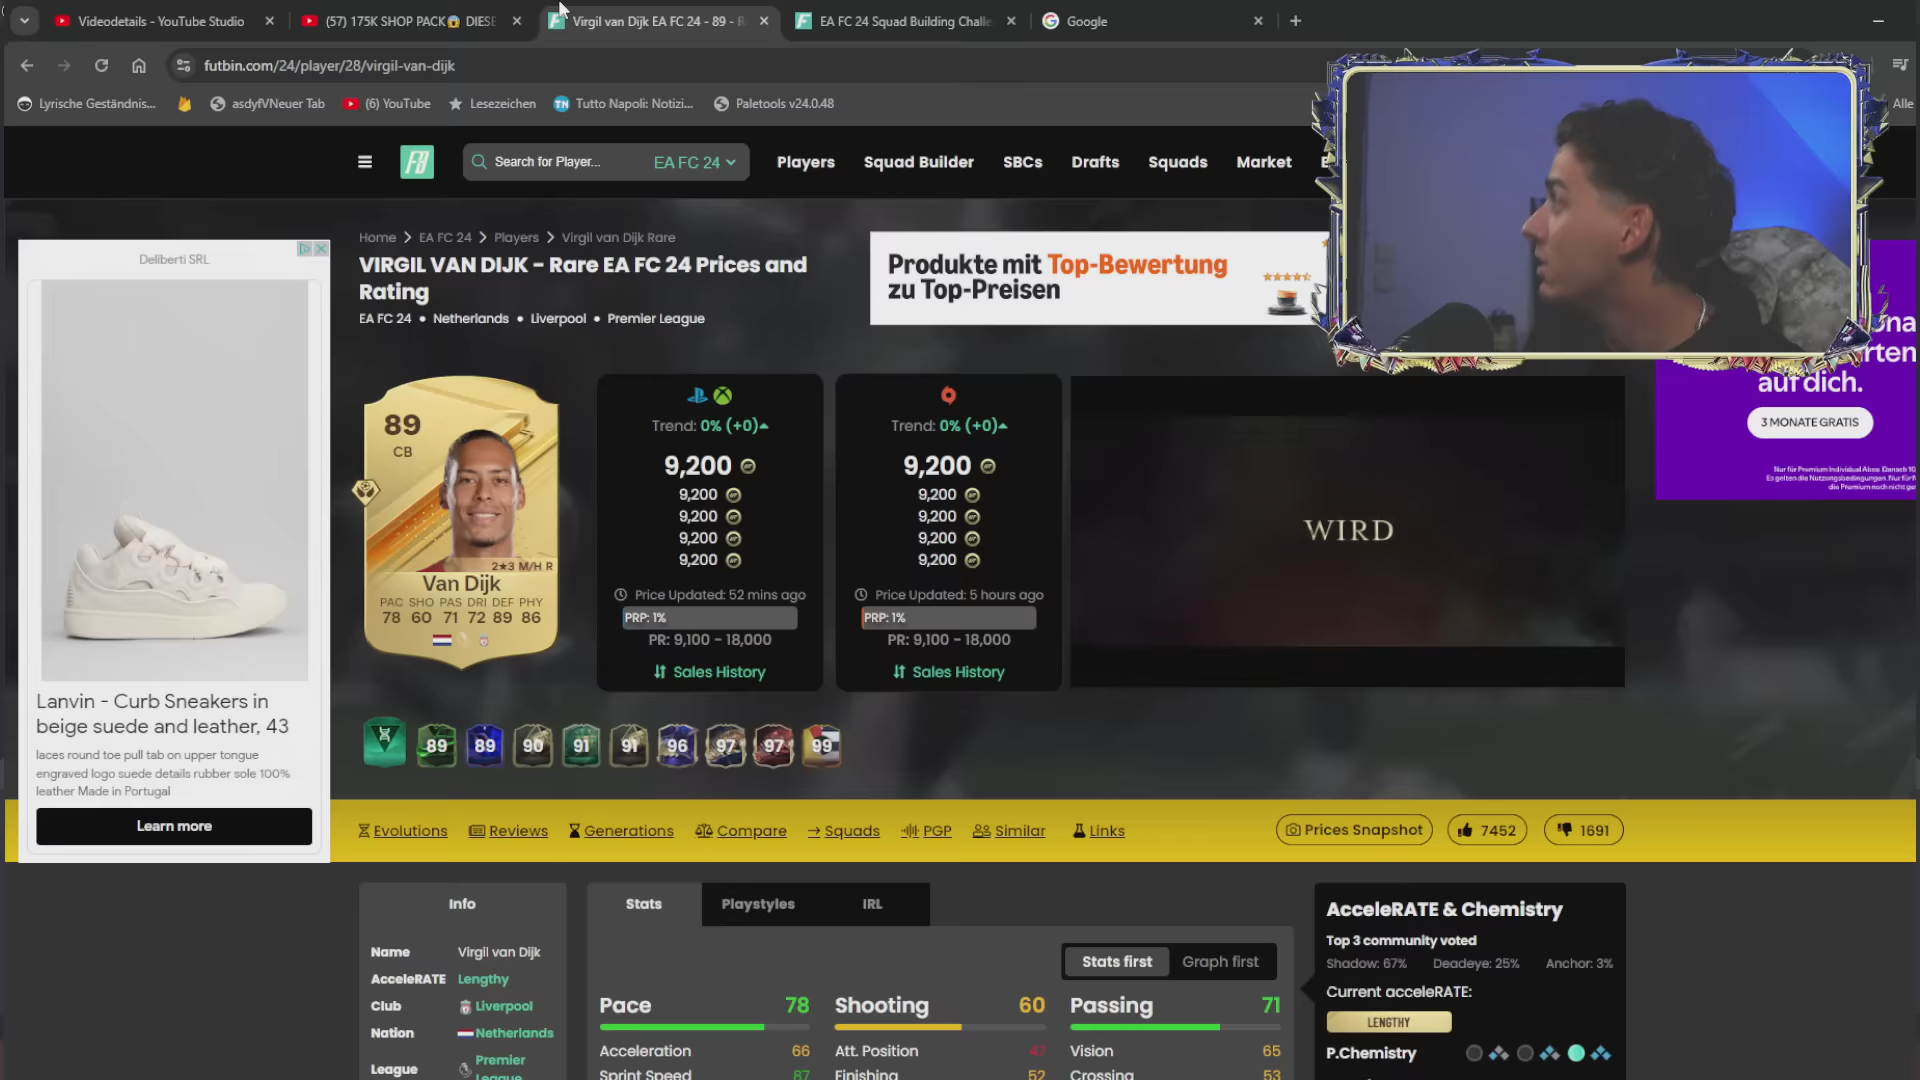 Videodetails - YouTube Studio
(57) 175K SHOP PACK😱 DIESE
Virgil van Dijk EA FC 24 - 89 - R
EA FC 24 Squad Building Challe
Google
futbin.com/24/player/28/virgil-van-dijk
Lyrische Geständnis...
asdyfVNeuer Tab
(6) YouTube
Lesezeichen
TN Tutto Napoli: Notizi...
Paletools v24.0.48
Alle
Search for Player...
EA FC 24
Players
Squad Builder
SBCs
Drafts
Squads
Market
Home > EA FC 24 > Players > Virgil van Dijk Rare
VIRGIL VAN DIJK - Rare EA FC 24 Prices and
Rating
EA FC 24 • Netherlands • Liverpool • Premier League
Deliberti SRL
Lanvin - Curb Sneakers in
beige suede and leather, 43
laces round toe pull tab on upper tongue
engraved logo suede details rubber sole 100%
leather Made in Portugal
Learn more
Produkte mit Top-Bewertung
zu Top-Preisen
auf dich.
3 MONATE GRATIS
89
CB
2★3 M/H R
Van Dijk
PAC SHO PAS DRI DEF PHY
78 60 71 72 89 86
Trend: 0% (+0)
9,200
9,200
9,200
9,200
9,200
Price Updated: 52 mins ago
PRP: 1%
PR: 9,100 - 18,000
Sales History
Trend: 0% (+0)
9,200
9,200
9,200
9,200
9,200
Price Updated: 5 hours ago
PRP: 1%
PR: 9,100 - 18,000
Sales History
WIRD
89 89 90 91 91 96 97 97 99
Evolutions
Reviews
Generations
Compare
Squads
PGP
Similar
Links
Prices Snapshot
7452
1691
Info
Name Virgil van Dijk
AcceleRATE Lengthy
Club Liverpool
Nation Netherlands
League Premier
League
Stats
Playstyles
IRL
Stats first
Graph first
Pace 78
Acceleration 66
Sprint Speed 87
Shooting 60
Att. Position 47
Finishing 52
Passing 71
Vision 65
Crossing 53
AcceleRATE & Chemistry
Top 3 community voted
Shadow: 67% Deadeye: 25% Anchor: 3%
Current acceleRATE:
LENGTHY
P.Chemistry